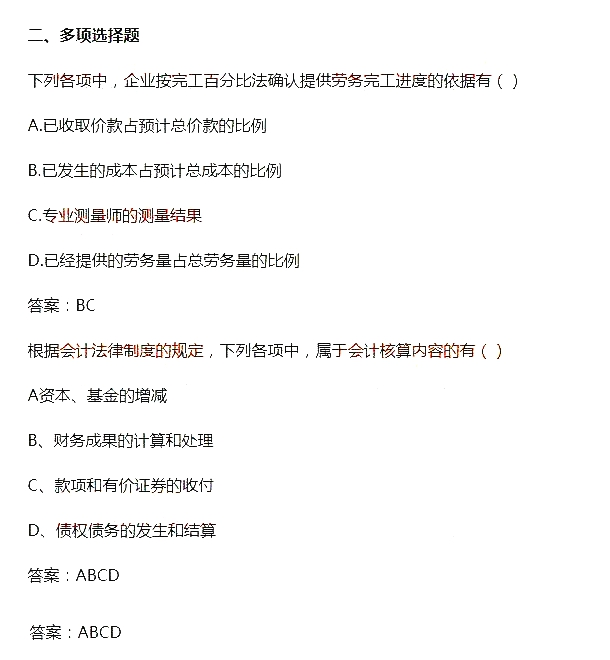 二、多项选择题
下列各项中，企业按完工百分比法确认提供劳务完工进度的依据有（ ）
A.已收取价款占预计总价款的比例
B.已发生的成本占预计总成本的比例
C.专业测量师的测量结果
D.已经提供的劳务量占总劳务量的比例
答案：BC
根据会计法律制度的规定，下列各项中，属于会计核算内容的有（ ）
A资本、基金的增减
B、财务成果的计算和处理
C、款项和有价证券的收付
D、债权债务的发生和结算
答案：ABCD
答案：ABCD